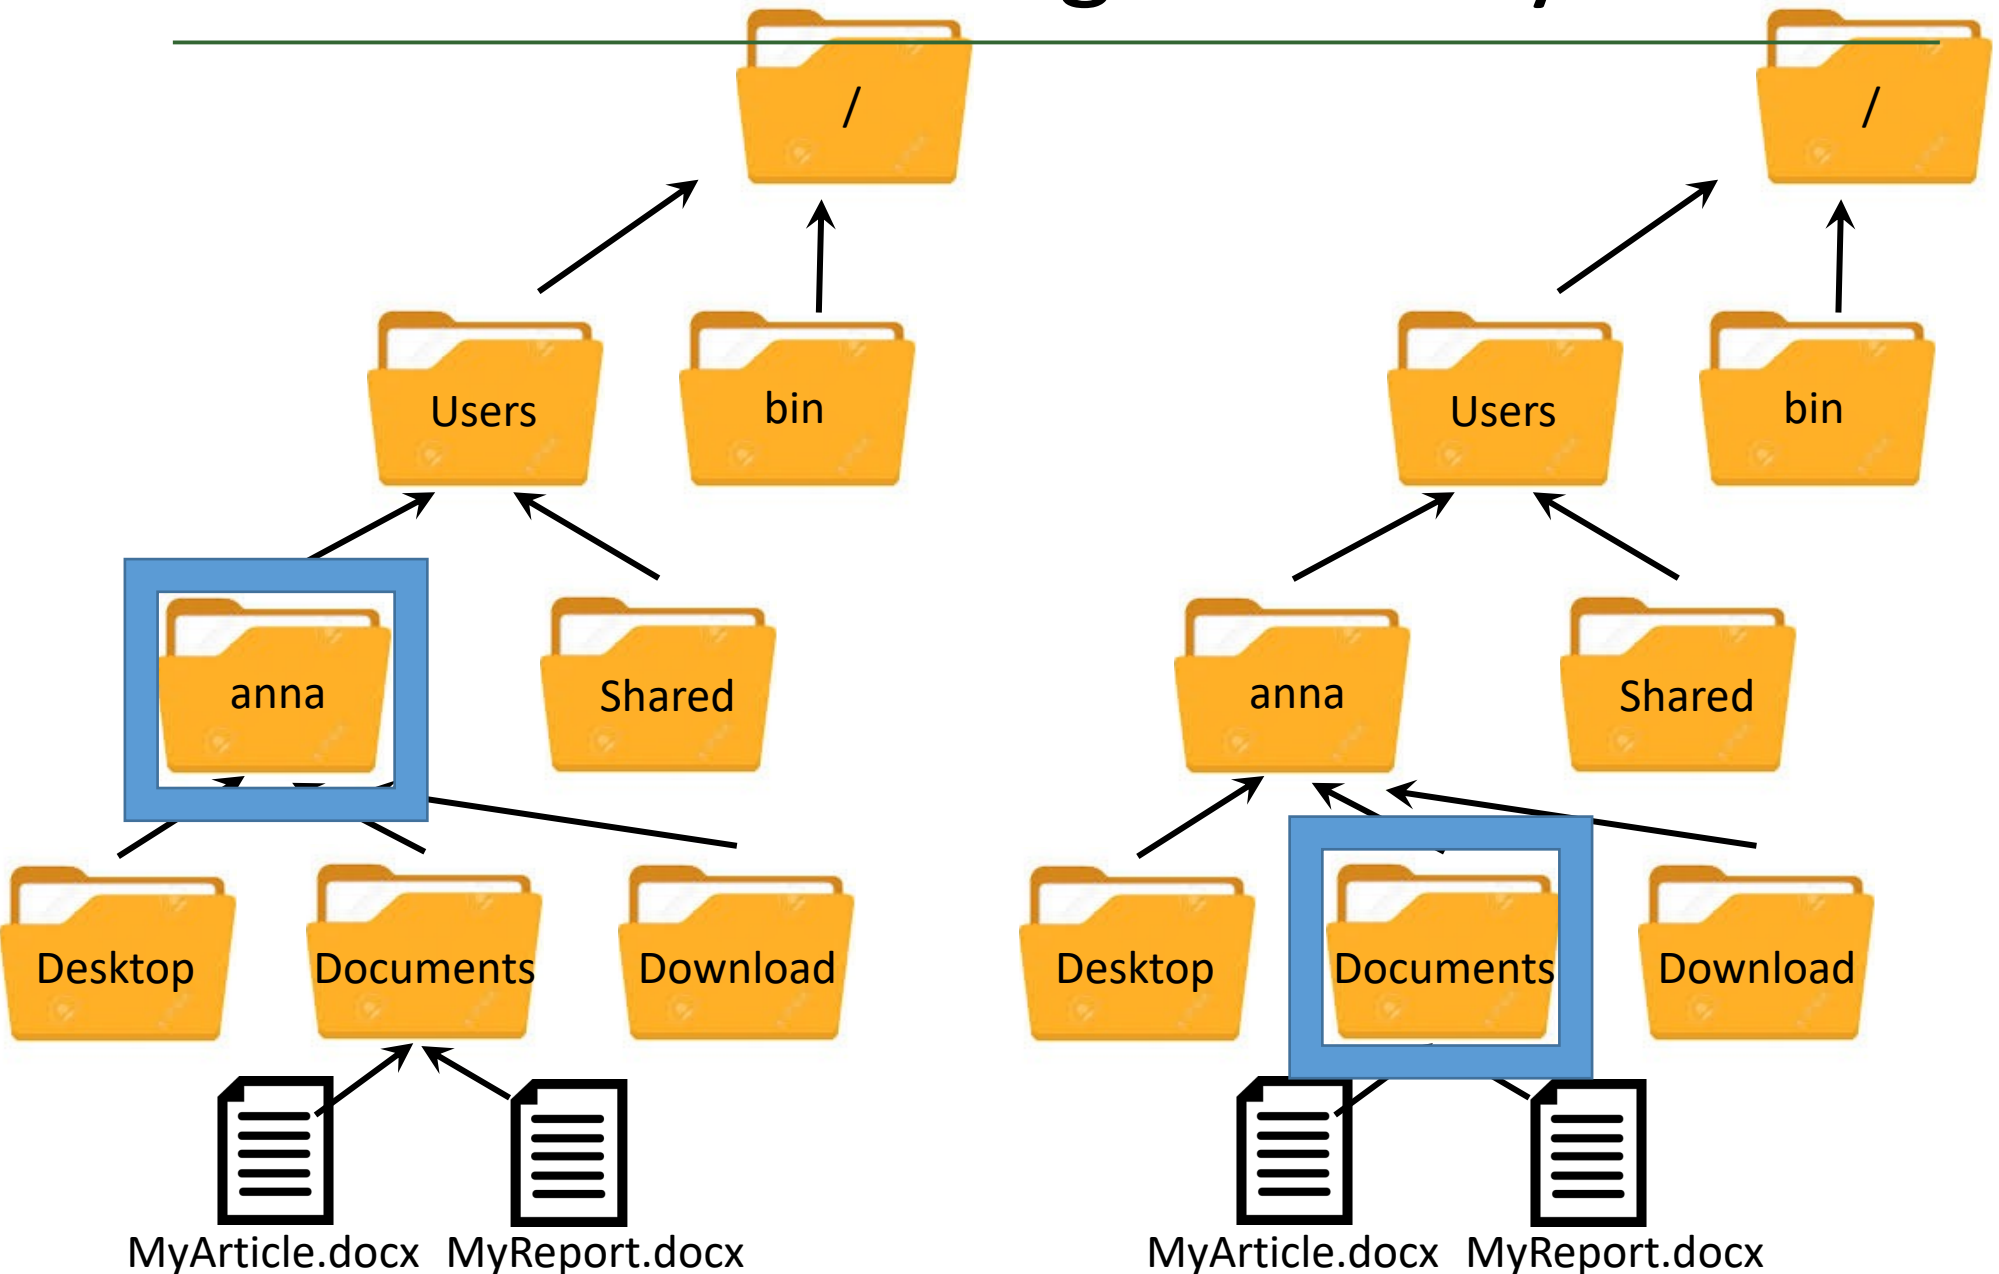 /
Users
bin
anna
Shared
Desktop
Documents
Download
MyArticle.docx
MyReport.docx
/
Users
bin
anna
Shared
Desktop
Documents
Download
MyArticle.docx
MyReport.docx